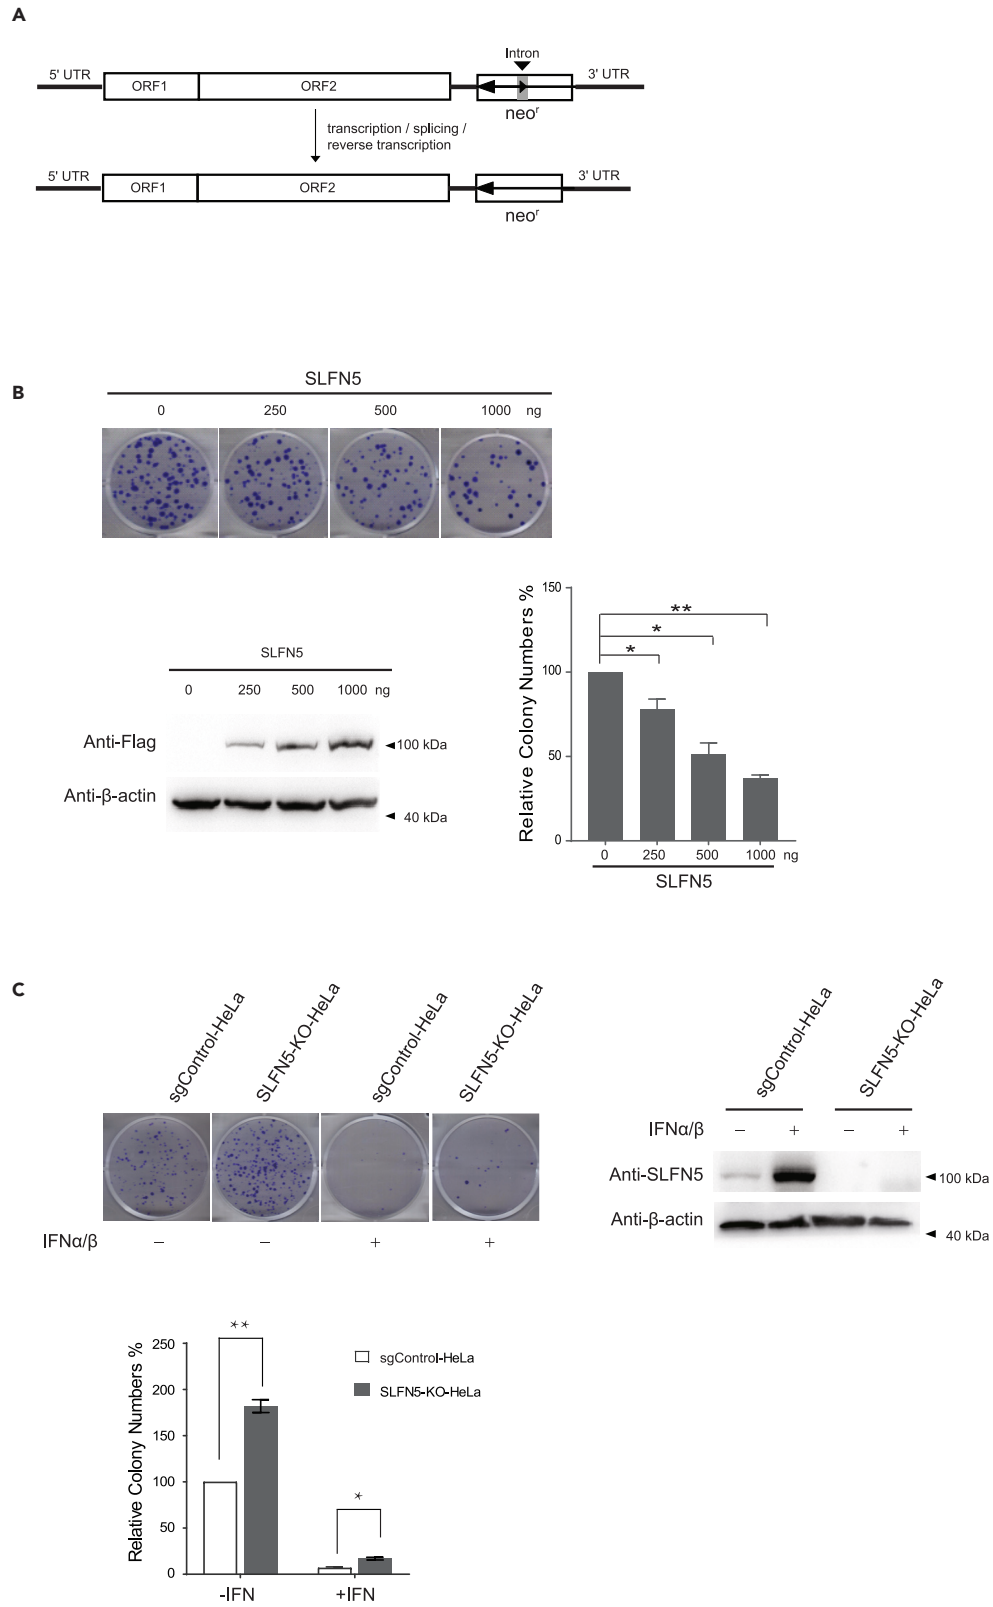 A
Intron
5' UTR ORF1 ORF2 3' UTR
neoʳ
transcription / splicing /
reverse transcription
5' UTR ORF1 ORF2 3' UTR
neoʳ
B
SLFN5
0 250 500 1000 ng
SLFN5
0 250 500 1000 ng
Anti-Flag 100 kDa
Anti-β-actin
40 kDa
Relative Colony Numbers %
150
100
50
0
**
*
*
0 250 500 1000 ng
SLFN5
C
sgControl-HeLa
SLFN5-KO-HeLa
sgControl-HeLa
SLFN5-KO-HeLa
IFNα/β − − + +
sgControl-HeLa
SLFN5-KO-HeLa
IFNα/β − + − +
Anti-SLFN5 100 kDa
Anti-β-actin
40 kDa
Relative Colony Numbers %
250
200
150
100
50
0
**
*
sgControl-HeLa
SLFN5-KO-HeLa
-IFN +IFN